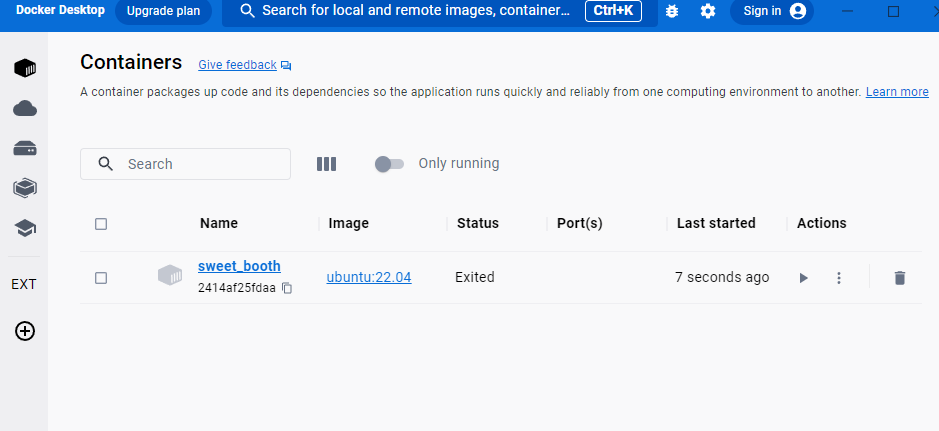 Docker Desktop Upgrade plan Search for local and remote images, container... Ctrl+K Sign in
Containers Give feedback
A container packages up code and its dependencies so the application runs quickly and reliably from one computing environment to another. Learn more
Search Only running
Name Image Status Port(s) Last started Actions
sweet_booth
ubuntu:22.04 Exited 7 seconds ago
2414af25fdaa
EXT